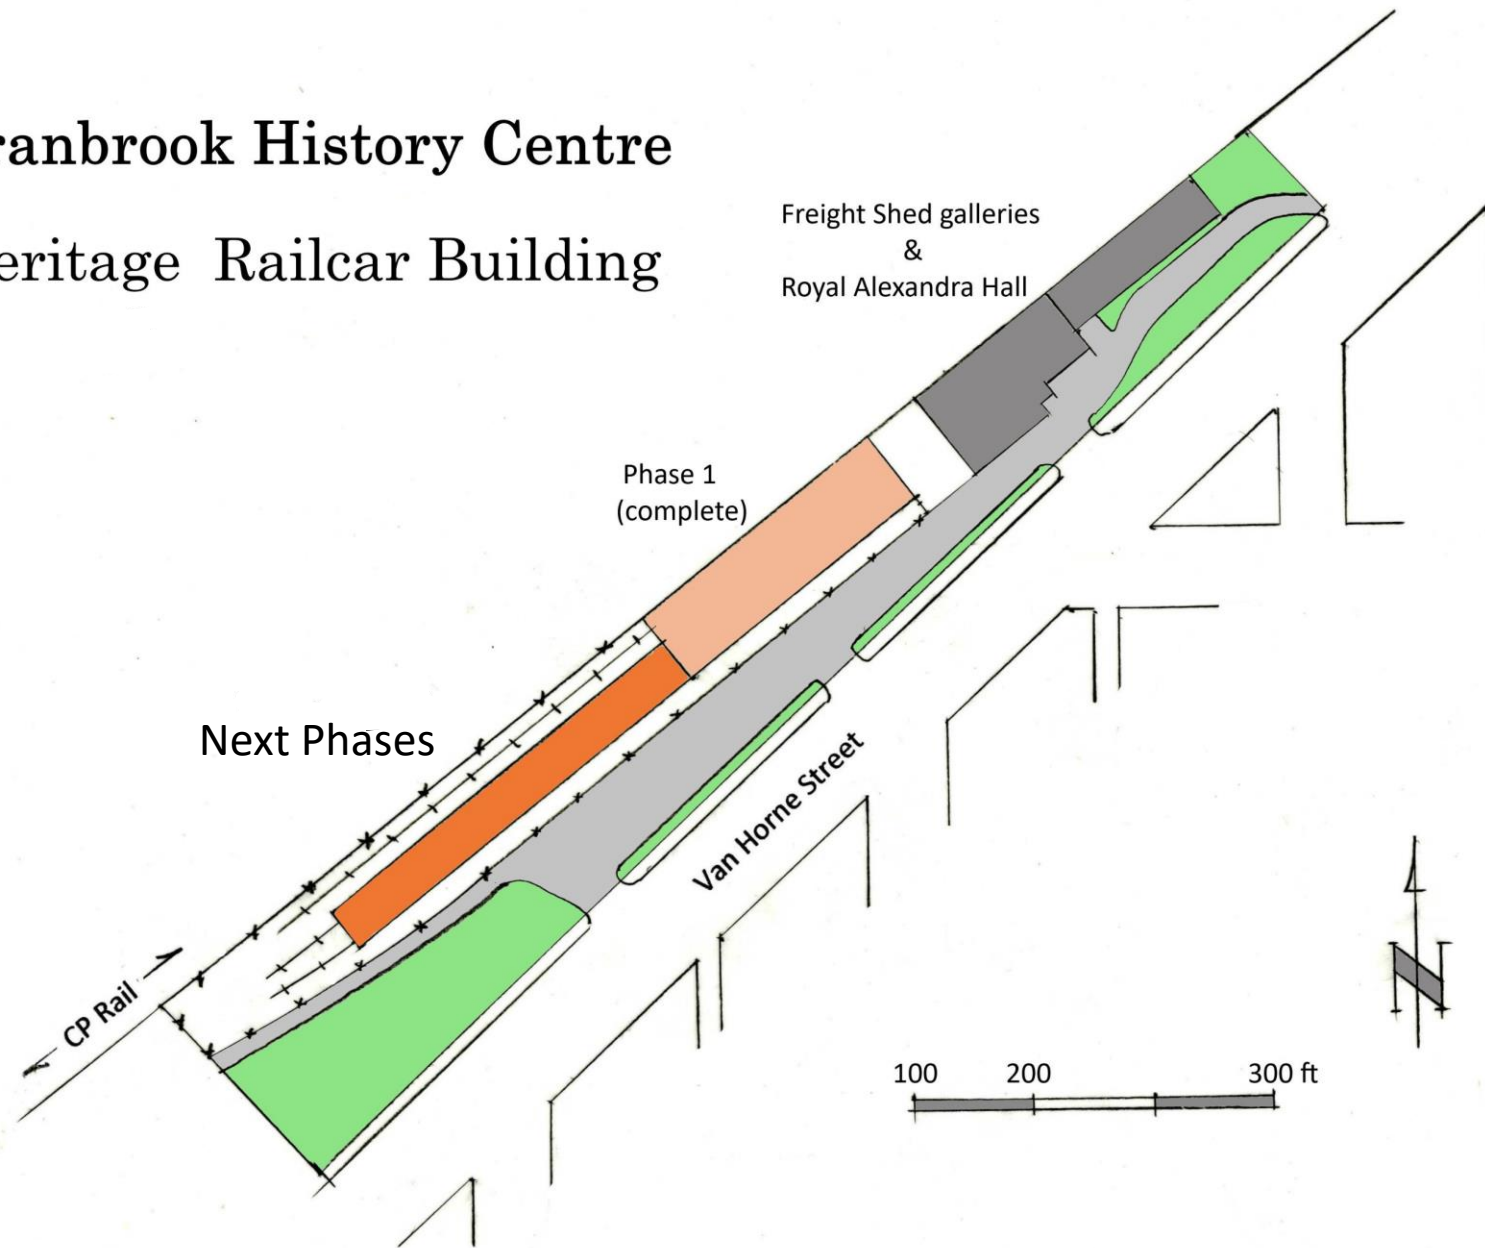 ranbrook History Centre
eritage Railcar Building
Freight Shed galleries
&
Royal Alexandra Hall
Phase 1
(complete)
Next Phases
Van Horne Street
CP Rail
N
100 200 300 ft